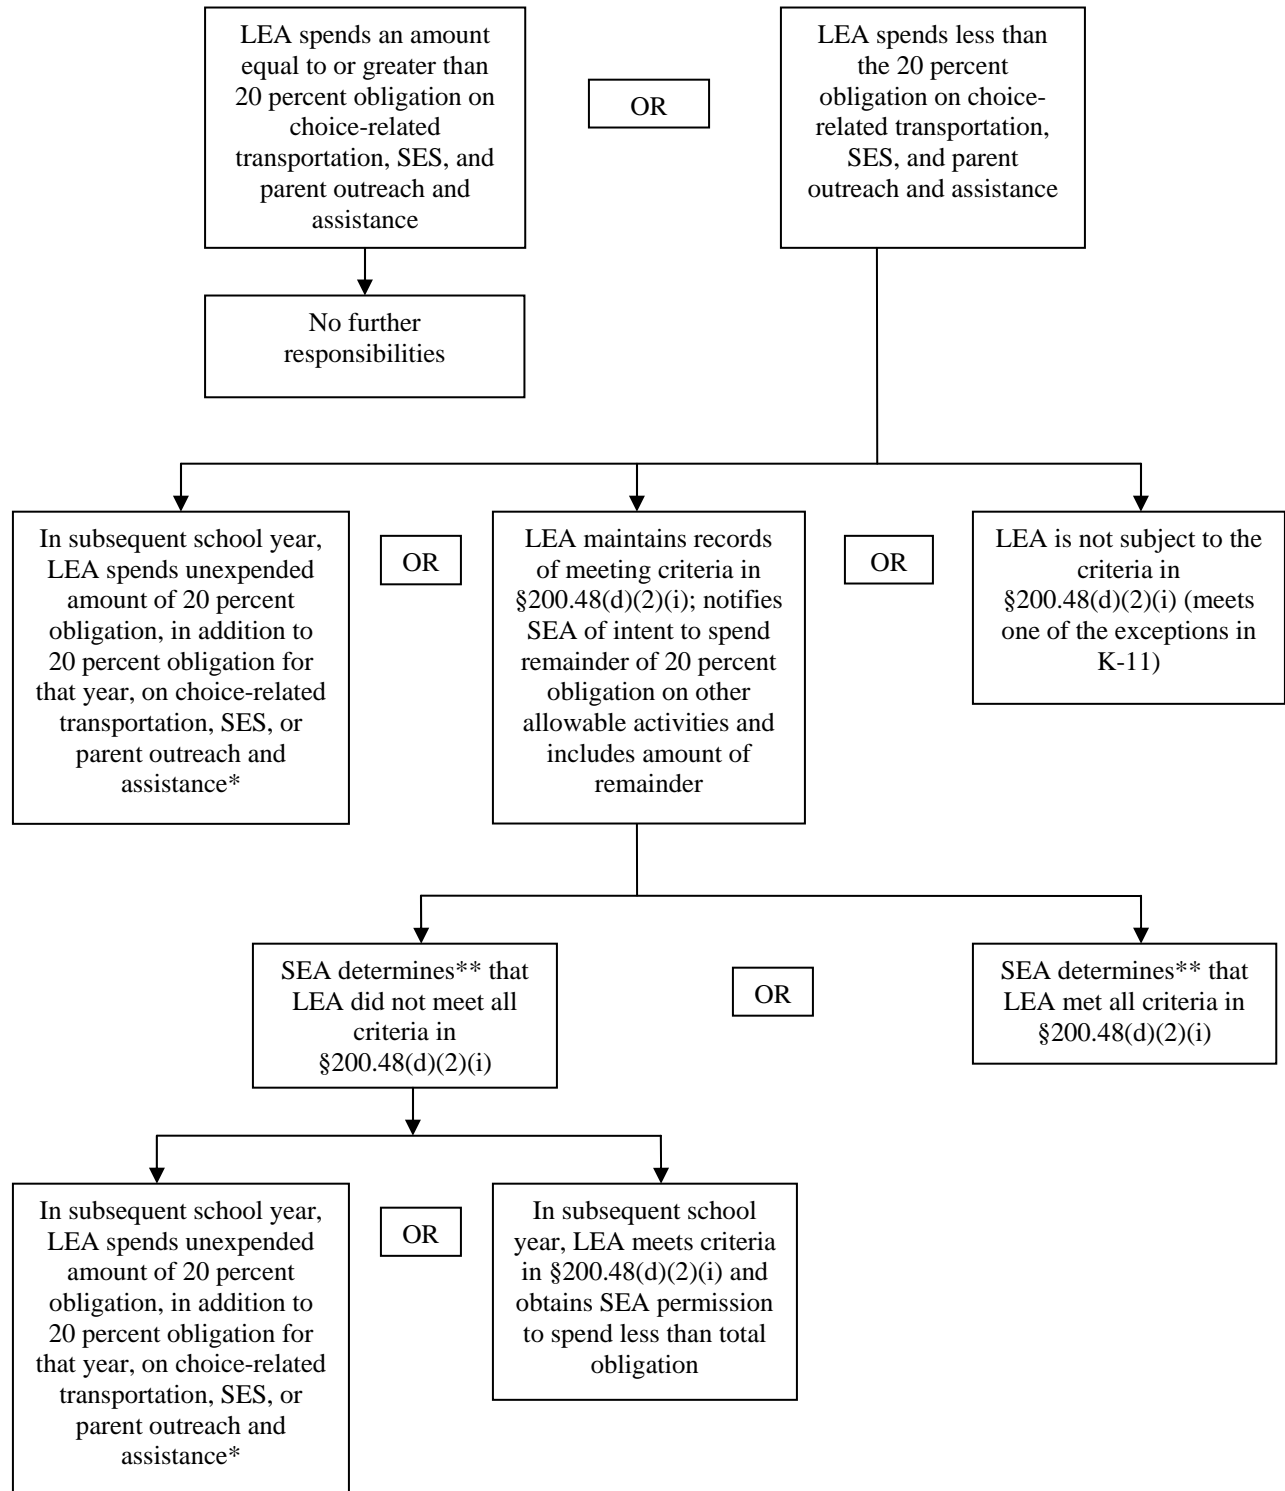 LEA spends an amount
equal to or greater than
20 percent obligation on
choice-related
transportation, SES, and
parent outreach and
assistance
OR
LEA spends less than
the 20 percent
obligation on choice-
related transportation,
SES, and parent
outreach and assistance
No further
responsibilities
In subsequent school year,
LEA spends unexpended
amount of 20 percent
obligation, in addition to
20 percent obligation for
that year, on choice-related
transportation, SES, or
parent outreach and
assistance*
OR
LEA maintains records
of meeting criteria in
§200.48(d)(2)(i); notifies
SEA of intent to spend
remainder of 20 percent
obligation on other
allowable activities and
includes amount of
remainder
OR
LEA is not subject to the
criteria in
§200.48(d)(2)(i) (meets
one of the exceptions in
K-11)
SEA determines** that
LEA did not meet all
criteria in
§200.48(d)(2)(i)
OR
SEA determines** that
LEA met all criteria in
§200.48(d)(2)(i)
In subsequent school year,
LEA spends unexpended
amount of 20 percent
obligation, in addition to
20 percent obligation for
that year, on choice-related
transportation, SES, or
parent outreach and
assistance*
OR
In subsequent school
year, LEA meets criteria
in §200.48(d)(2)(i) and
obtains SEA permission
to spend less than total
obligation